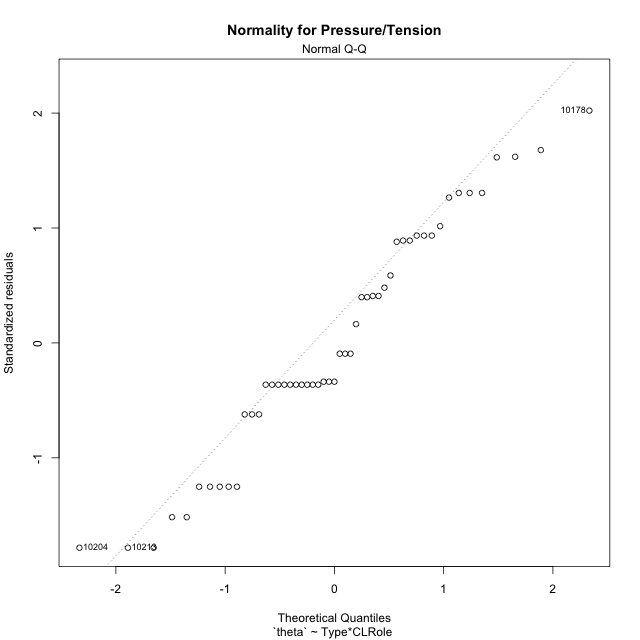 Normality for Pressure/Tension
Normal Q-Q
2
1
0
-1
Standardized residuals
10178
10204
-2
-1
0
1
2
Theoretical Quantiles
`theta` ~ Type*CLRole